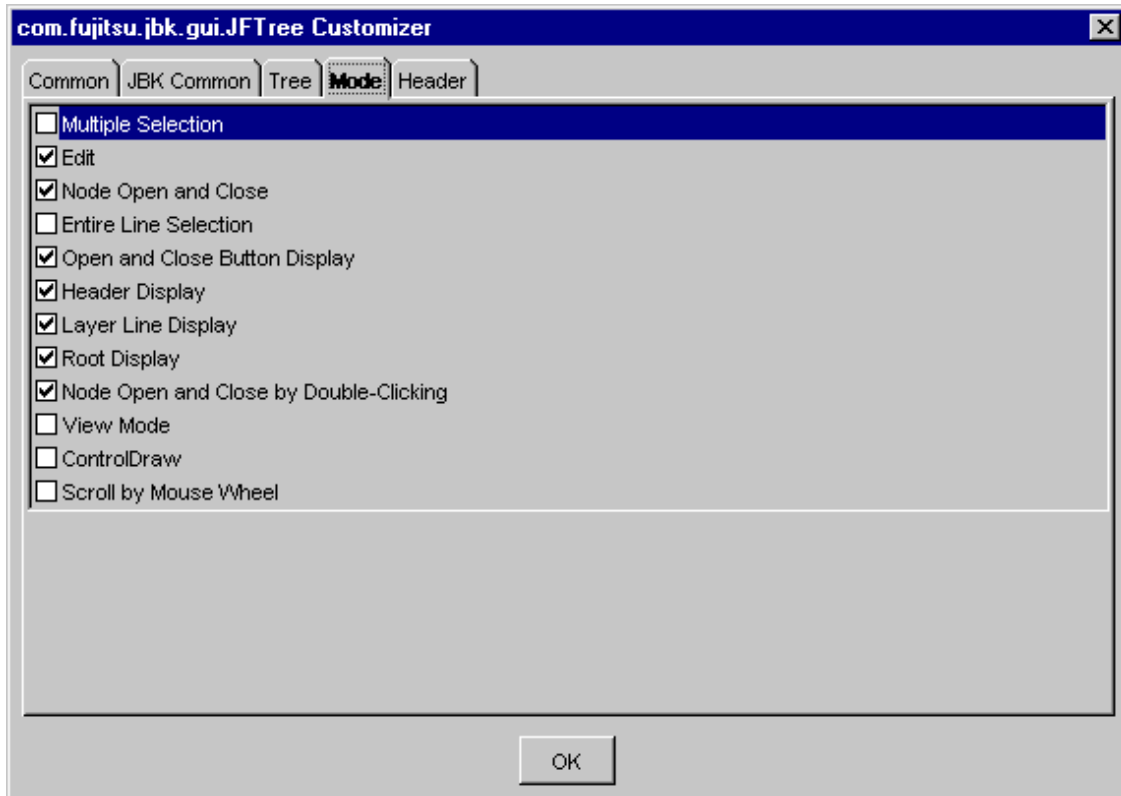 com.fujitsu.jbk.gui.JFTree Customizer
Common JBK Common Tree Mode Header
Multiple Selection
Edit
Node Open and Close
Entire Line Selection
Open and Close Button Display
Header Display
Layer Line Display
Root Display
Node Open and Close by Double-Clicking
View Mode
ControlDraw
Scroll by Mouse Wheel
OK